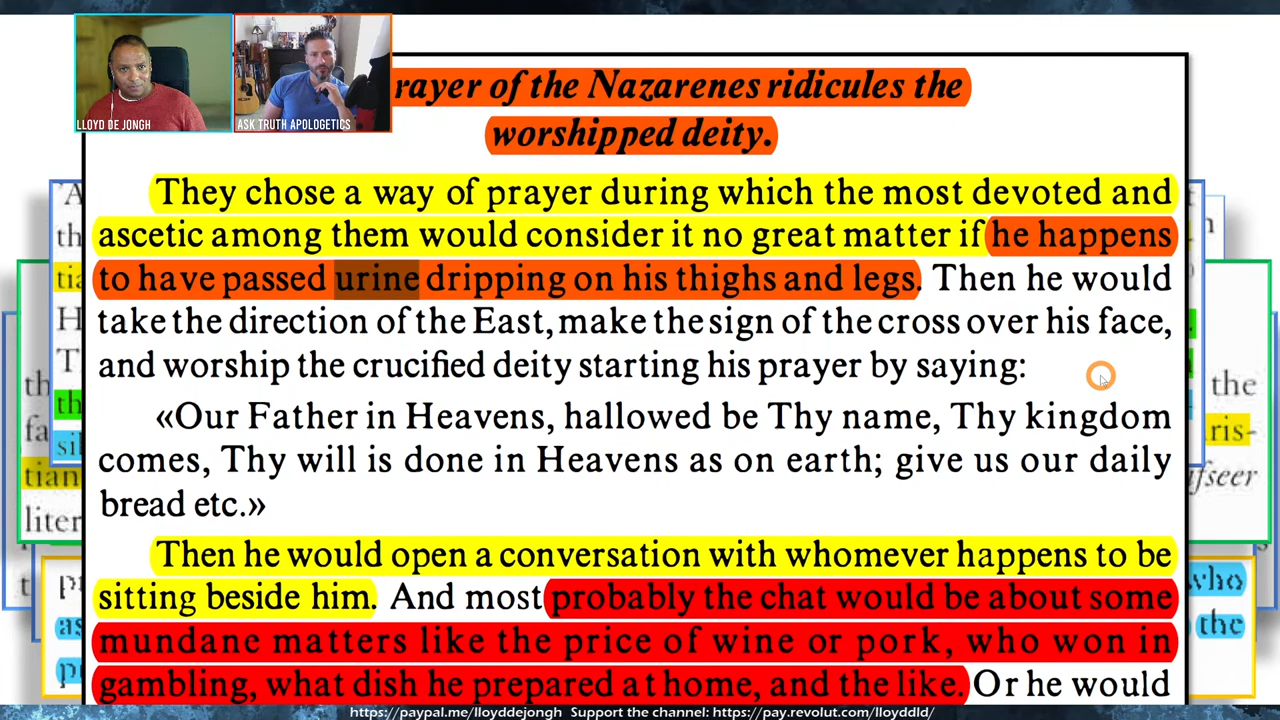 LLOYD DE JONGH
ASK TRUTH APOLOGETICS
rayer of the Nazarenes ridicules the
worshipped deity.
They chose a way of prayer during which the most devoted and
ascetic among them would consider it no great matter if he happens
to have passed urine dripping on his thighs and legs. Then he would
take the direction of the East, make the sign of the cross over his face,
and worship the crucified deity starting his prayer by saying:
«Our Father in Heavens, hallowed be Thy name, Thy kingdom
comes, Thy will is done in Heavens as on earth; give us our daily
bread etc.»
Then he would open a conversation with whomever happens to be
sitting beside him. And most probably the chat would be about some
mundane matters like the price of wine or pork, who won in
gambling, what dish he prepared at home, and the like. Or he would
the
ris-
afseer
tian
liter
who
the
https://paypal.me/lloyddejongh Support the channel: https://pay.revolut.com/lloyddld/